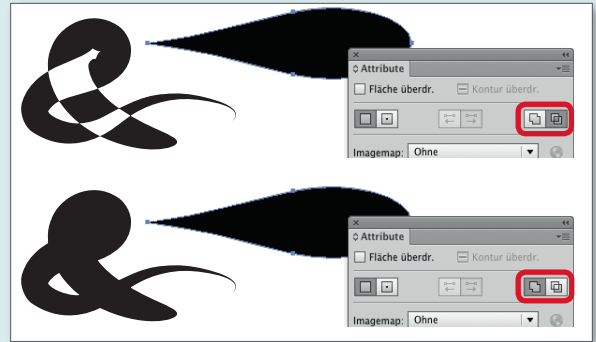 Attribute
Fläche überdr.
Kontur überdr.
Imagemap: Ohne
Attribute
Fläche überdr.
Kontur überdr.
Imagemap: Ohne